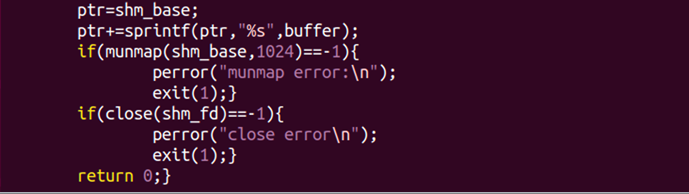 ptr=shm_base;
ptr+=sprintf(ptr,"%s",buffer);
if(munmap(shm_base,1024)==-1){
perror("munmap error:\n");
exit(1);}
if(close(shm_fd)==-1){
perror("close error\n");
exit(1);}
return 0;}